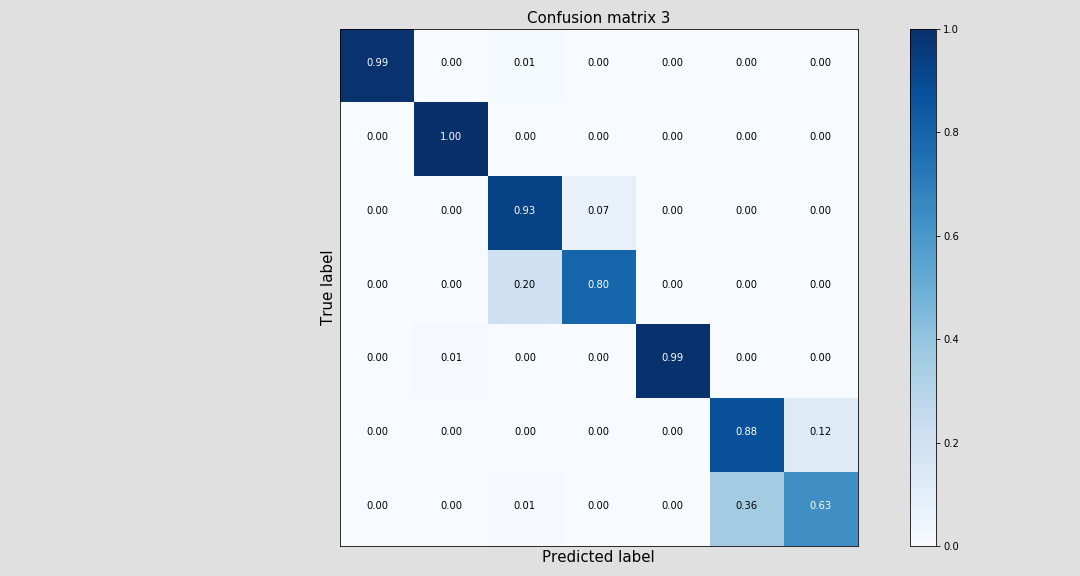 Confusion matrix 3
0.99 0.00 0.01 0.00 0.00 0.00 0.00
0.00 1.00 0.00 0.00 0.00 0.00 0.00
0.00 0.00 0.93 0.07 0.00 0.00 0.00
0.00 0.00 0.20 0.80 0.00 0.00 0.00
0.00 0.01 0.00 0.00 0.99 0.00 0.00
0.00 0.00 0.00 0.00 0.00 0.88 0.12
0.00 0.00 0.01 0.00 0.00 0.36 0.63
True label
Predicted label
1.0
0.8
0.6
0.4
0.2
0.0